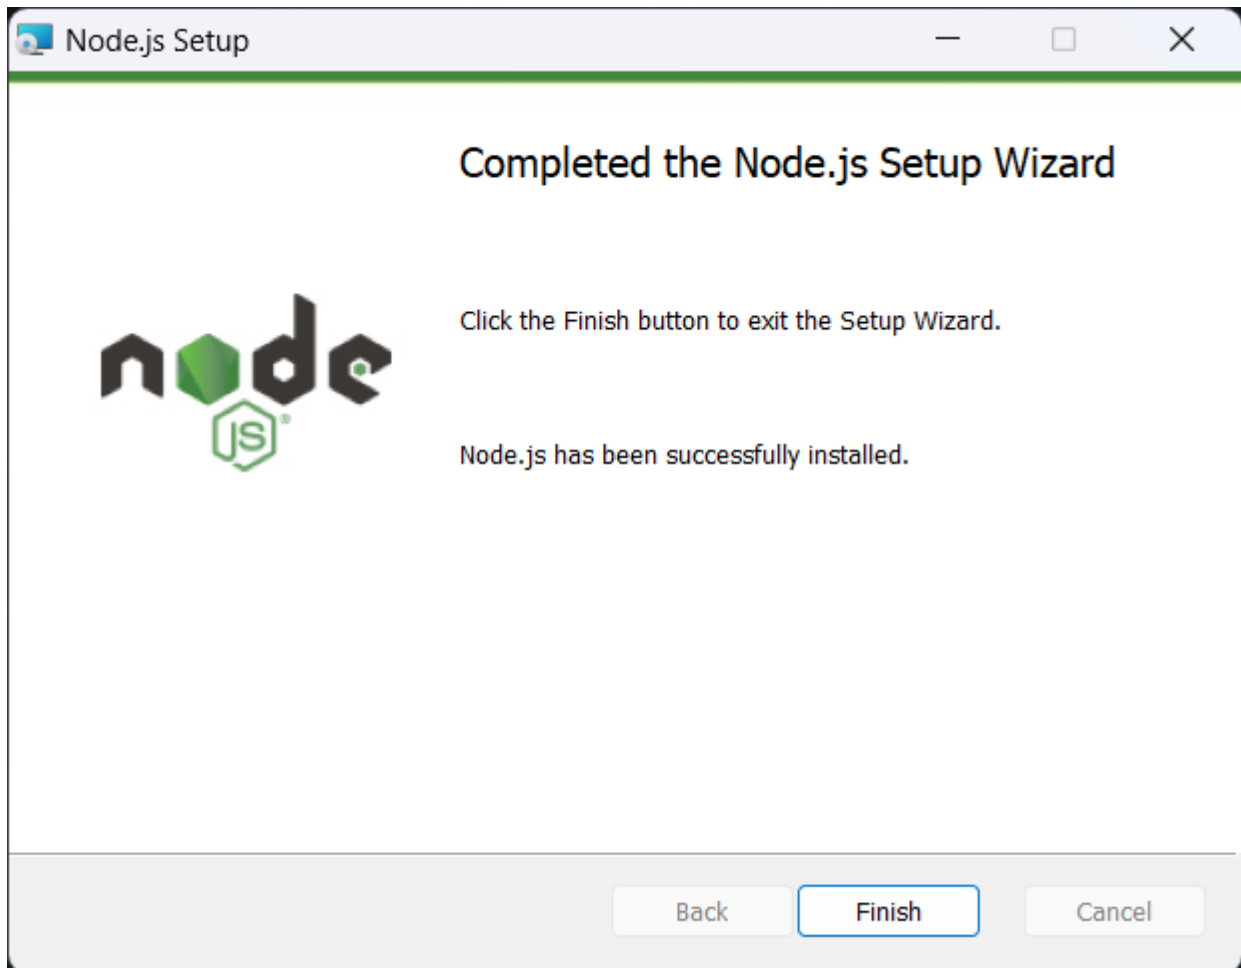 Node.js Setup
Completed the Node.js Setup Wizard
Click the Finish button to exit the Setup Wizard.
node
JS®
Node.js has been successfully installed.
Back
Finish
Cancel